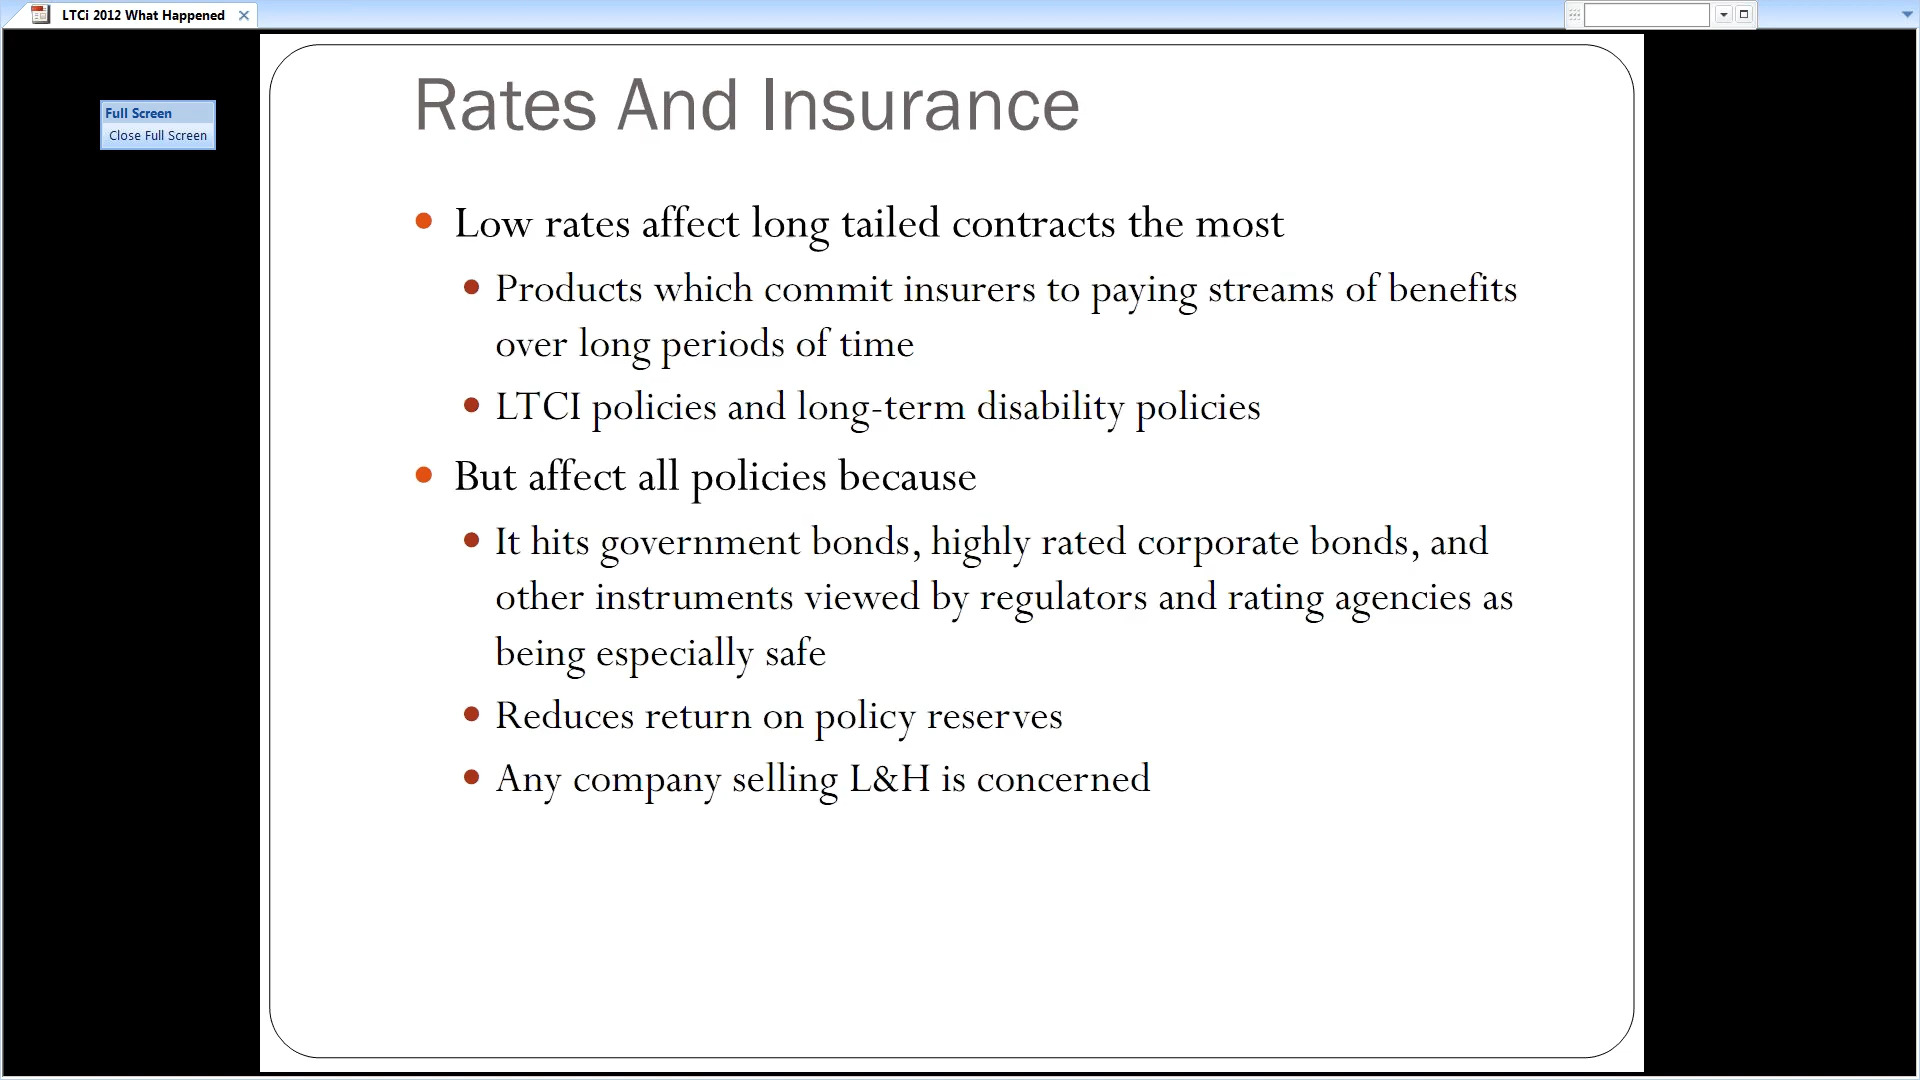 LTCi 2012 What Happened
Full Screen
Close Full Screen
Rates And Insurance
Low rates affect long tailed contracts the most
Products which commit insurers to paying streams of benefits
over long periods of time
LTCI policies and long-term disability policies
But affect all policies because
It hits government bonds, highly rated corporate bonds, and
other instruments viewed by regulators and rating agencies as
being especially safe
Reduces return on policy reserves
Any company selling L&H is concerned